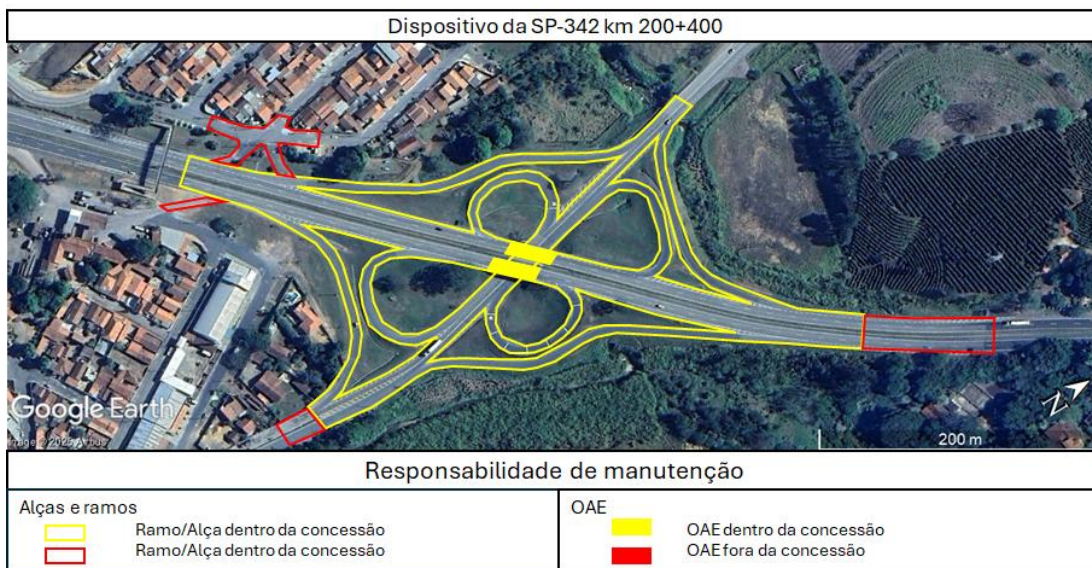 Dispositivo da SP-342 km 200+400
Google Earth
Image © 2025 Airbus
N
200 m
Responsabilidade de manutenção
Alças e ramos
Ramo/Alça dentro da concessão
Ramo/Alça dentro da concessão
OAE
OAE dentro da concessão
OAE fora da concessão